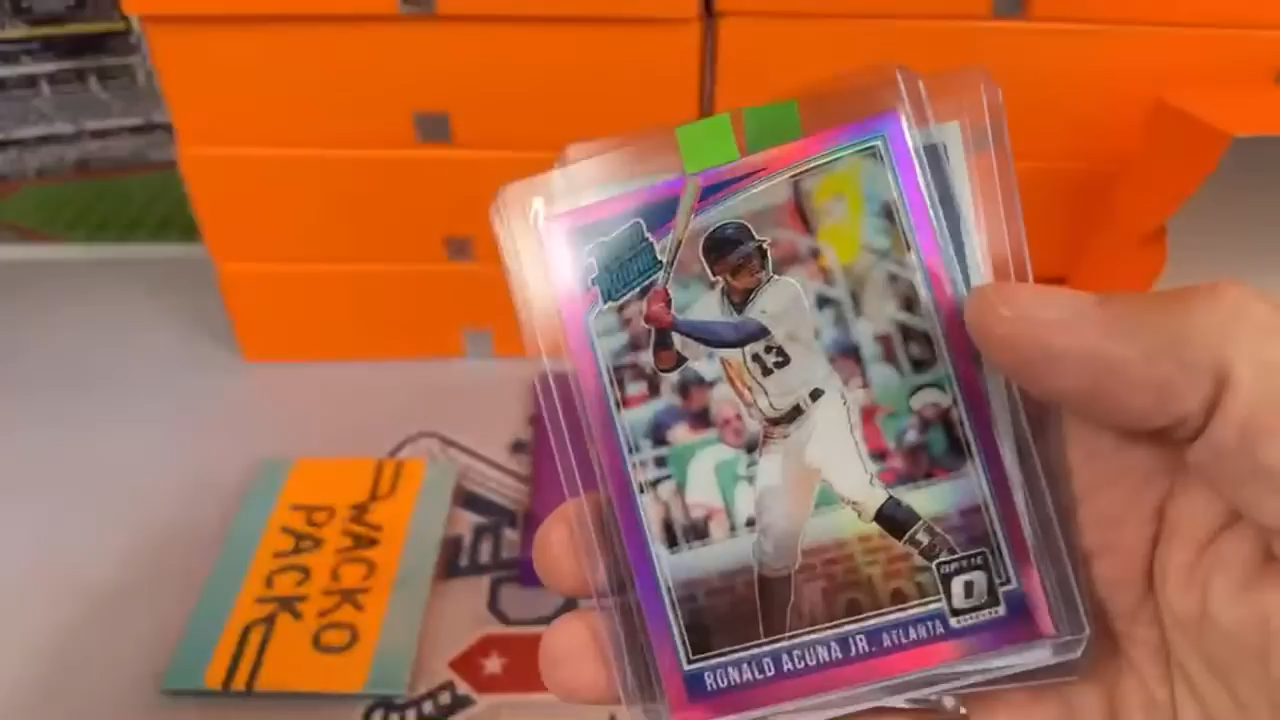 RATED
ROOKIE
13
OPTIC
RONALD ACUNA JR. ATLANTA
WACKO
PACK